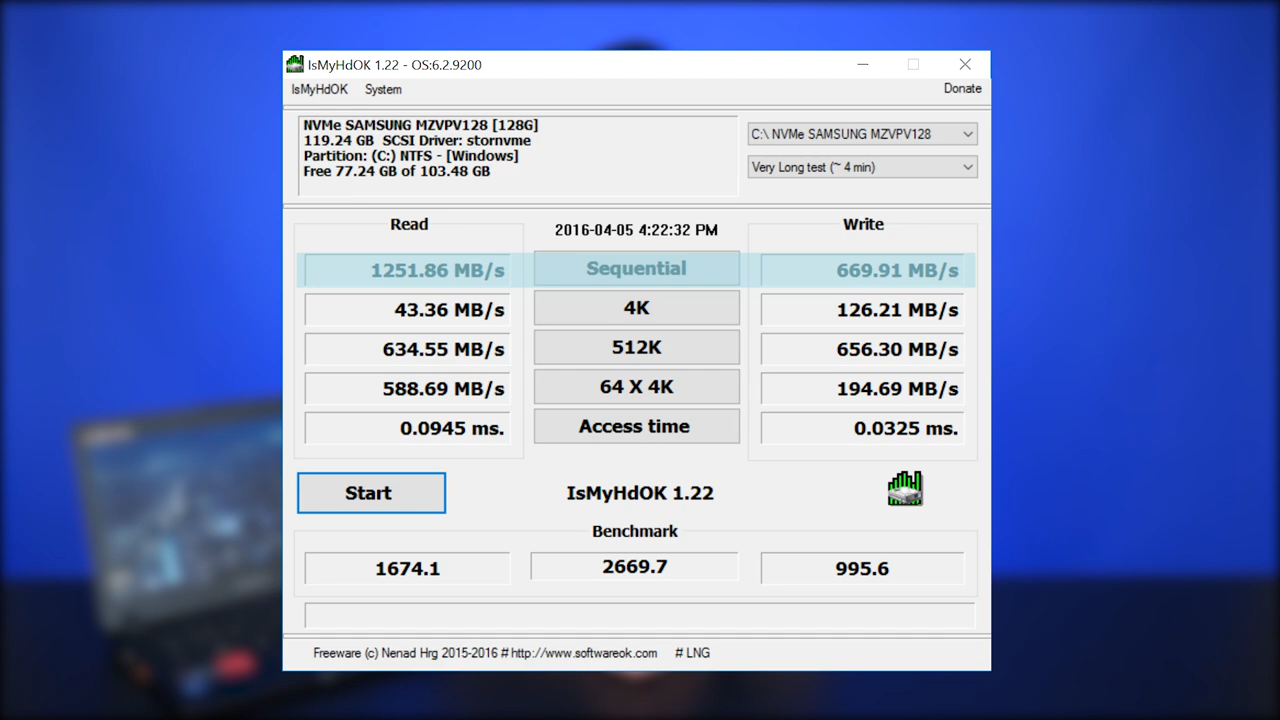 IsMyHdOK 1.22 - OS:6.2.9200
IsMyHdOK System Donate
NVMe SAMSUNG MZVPV128 [128G]
119.24 GB SCSI Driver: stornvme
Partition: (C:) NTFS - [Windows]
Free 77.24 GB of 103.48 GB
C:\ NVMe SAMSUNG MZVPV128
Very Long test (~ 4 min)
Read 2016-04-05 4:22:32 PM Write
1251.86 MB/s Sequential 669.91 MB/s
43.36 MB/s 4K 126.21 MB/s
634.55 MB/s 512K 656.30 MB/s
588.69 MB/s 64 X 4K 194.69 MB/s
0.0945 ms. Access time 0.0325 ms.
Start IsMyHdOK 1.22
Benchmark
1674.1 2669.7 995.6
Freeware (c) Nenad Hrg 2015-2016 # http://www.softwareok.com # LNG